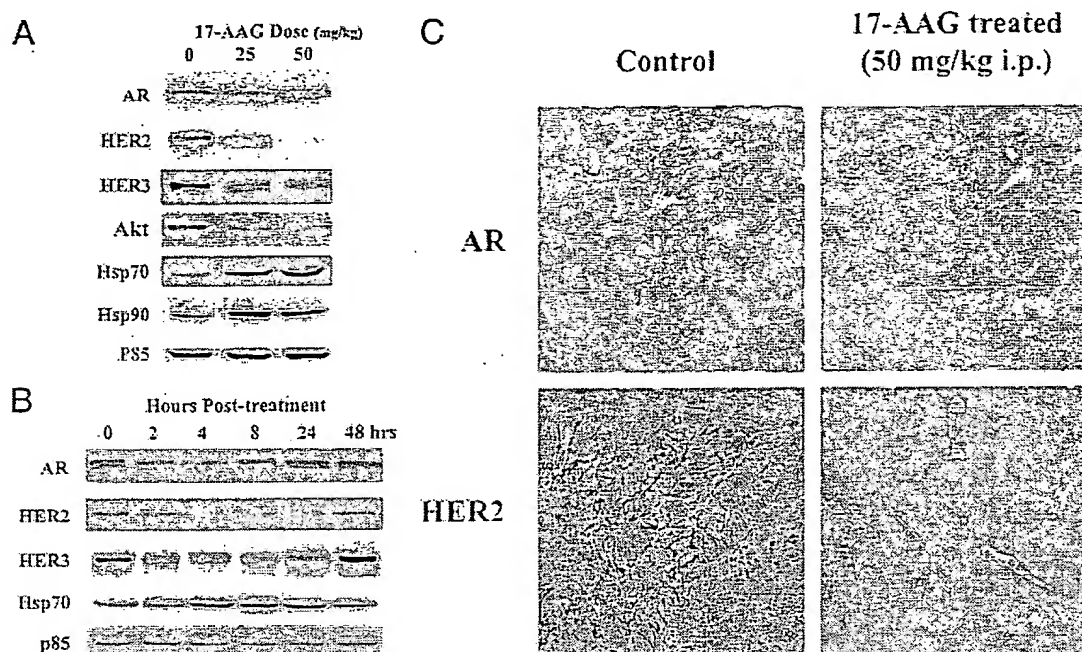 A
17-AAG Dose (mg/kg)
0 25 50
AR
HER2
HER3
Akt
Hsp70
Hsp90
P85
B
Hours Post-treatment
0 2 4 8 24 48 hrs
AR
HER2
HER3
Hsp70
p85
C
Control
17-AAG treated
(50 mg/kg i.p.)
AR
HER2